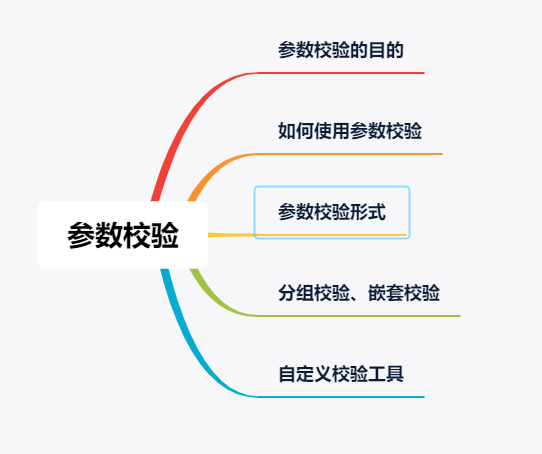 参数校验的目的
如何使用参数校验
参数校验形式
参数校验
分组校验、嵌套校验
自定义校验工具